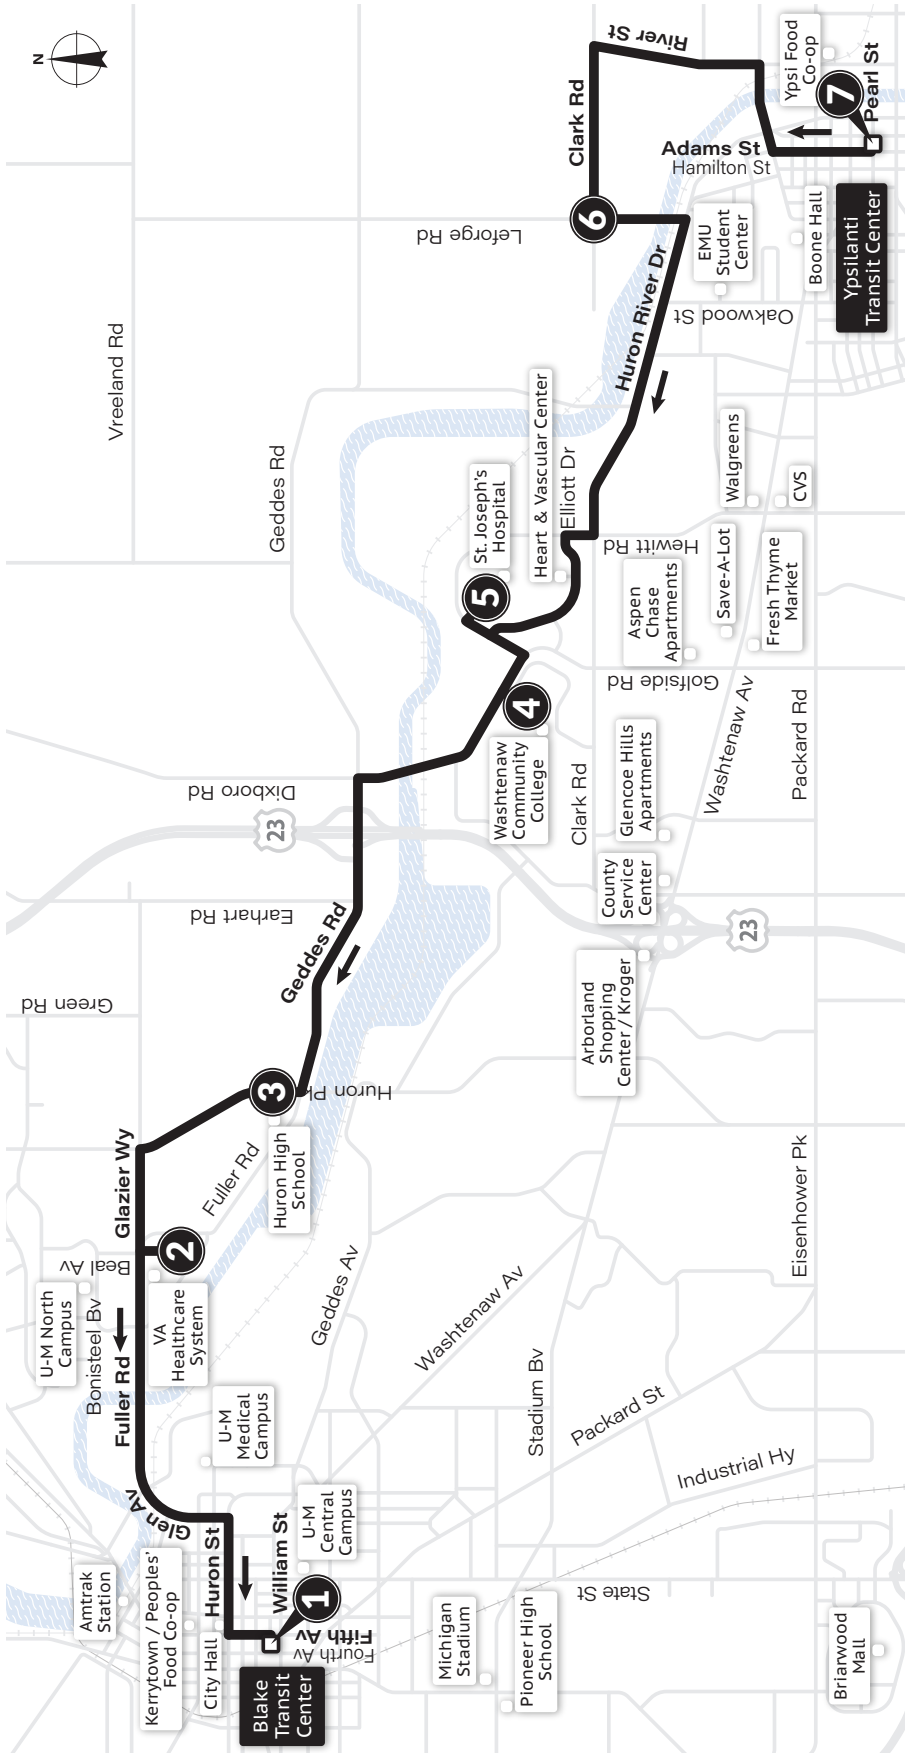 N
Amtrak
Station
Kerrytown / Peoples'
Food Co-op
City Hall
Blake
Transit
Center
Glen Av
Huron St
William St
1
Fifth Av
Fourth Av
U-M
Central
Campus
U-M
Medical
Campus
Michigan
Stadium
Pioneer High
School
Briarwood
Mall
State St
Industrial Hy
Packard St
Stadium Bv
Washtenaw Av
Geddes Av
Eisenhower Pk
U-M North
Campus
Bonisteel Bv
Beal Av
Fuller Rd
VA
Healthcare
System
2
Glazier Wy
Fuller Rd
Huron High
School
3
Huron Pk
Green Rd
Earhart Rd
Geddes Rd
23
Dixboro Rd
Arborland
Shopping
Center / Kroger
County
Service
Center
23
Glencoe Hills
Apartments
Clark Rd
Washtenaw
Community
College
4
Washtenaw Av
Packard Rd
Golfside Rd
Aspen
Chase
Apartments
Save-A-Lot
Fresh Thyme
Market
Walgreens
CVS
Hewitt Rd
5
St. Joseph's
Hospital
Heart & Vascular Center
Elliott Dr
Geddes Rd
Vreeland Rd
Leforge Rd
Huron River Dr
Oakwood St
EMU
Student
Center
6
Clark Rd
River St
Adams St
Hamilton St
Boone Hall
Ypsi Food
Co-op
7
Pearl St
Ypsilanti
Transit Center